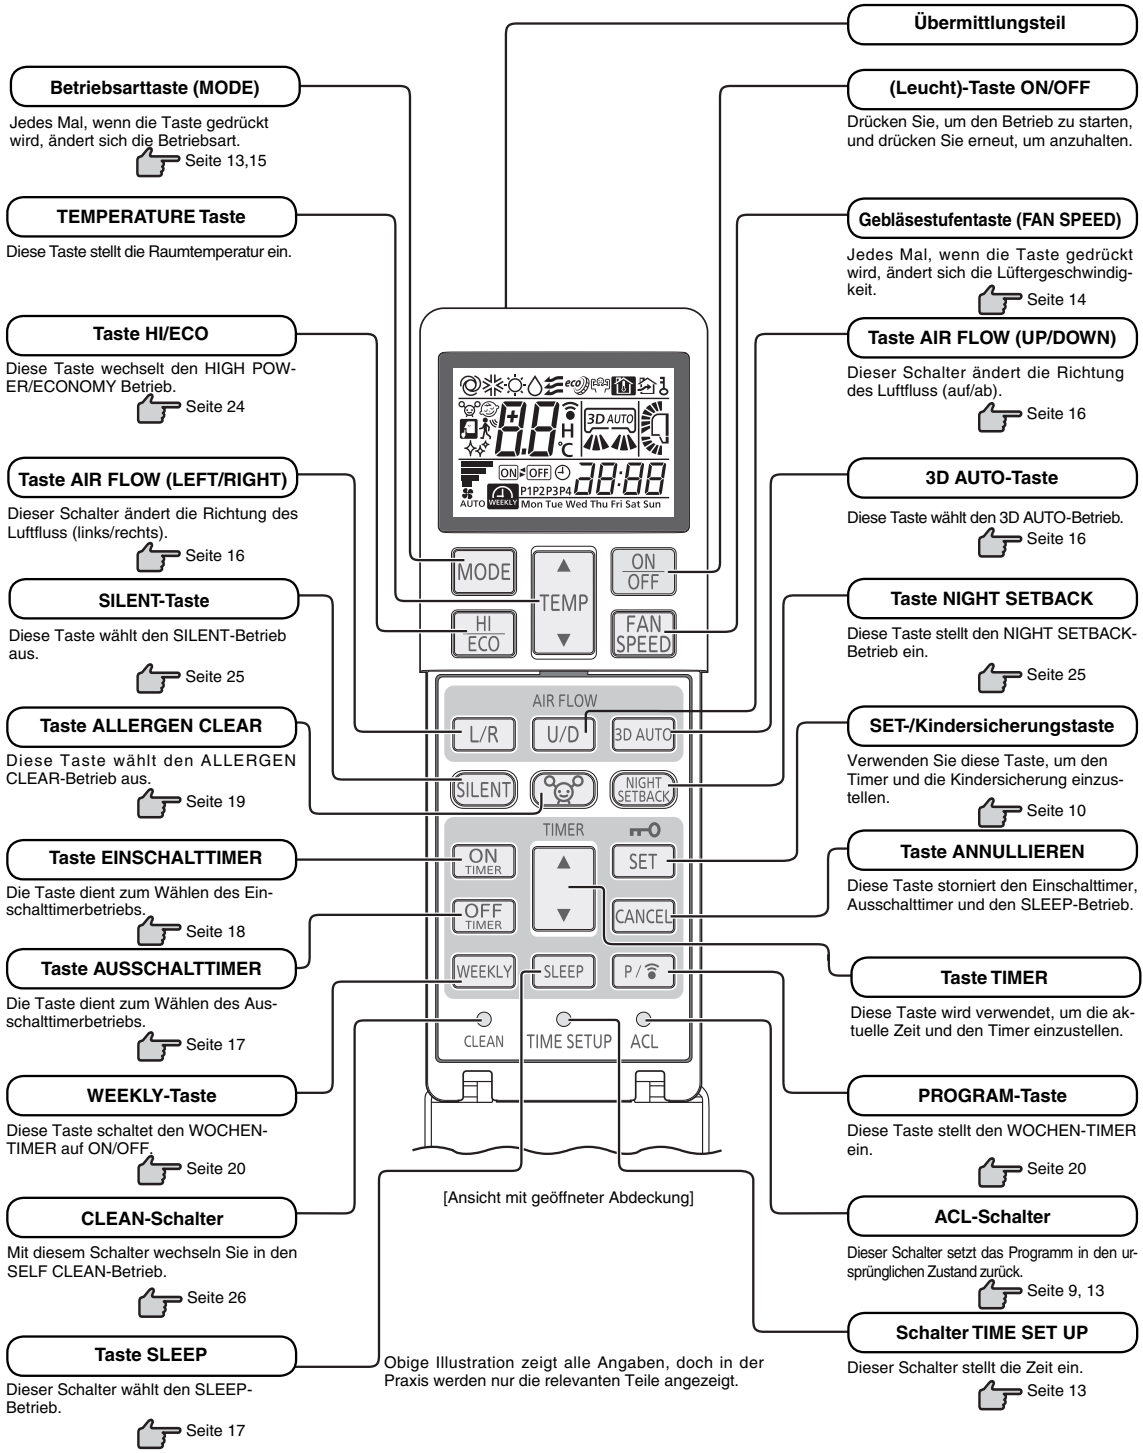 Übermittlungsteil
Betriebsarttaste (MODE)
Jedes Mal, wenn die Taste gedrückt
wird, ändert sich die Betriebsart.
Seite 13,15
TEMPERATURE Taste
Diese Taste stellt die Raumtemperatur ein.
Taste HI/ECO
Diese Taste wechselt den HIGH POW-
ER/ECONOMY Betrieb.
Seite 24
Taste AIR FLOW (LEFT/RIGHT)
Dieser Schalter ändert die Richtung des
Luftfluss (links/rechts).
Seite 16
SILENT-Taste
Diese Taste wählt den SILENT-Betrieb
aus.
Seite 25
Taste ALLERGEN CLEAR
Diese Taste wählt den ALLERGEN
CLEAR-Betrieb aus.
Seite 19
Taste EINSCHALTTIMER
Die Taste dient zum Wählen des Ein-
schalttimerbetriebs.
Seite 18
Taste AUSSCHALTTIMER
Die Taste dient zum Wählen des Aus-
schalttimerbetriebs.
Seite 17
WEEKLY-Taste
Diese Taste schaltet den WOCHEN-
TIMER auf ON/OFF.
Seite 20
CLEAN-Schalter
Mit diesem Schalter wechseln Sie in den
SELF CLEAN-Betrieb.
Seite 26
Taste SLEEP
Dieser Schalter wählt den SLEEP-
Betrieb.
Seite 17
eco
8.8
H
°C
3D AUTO
ON OFF
28:88
P1P2P3P4
AUTO WEEKLY Mon Tue Wed Thu Fri Sat Sun
MODE
TEMP
ON
OFF
HI
ECO
FAN
SPEED
AIR FLOW
L/R U/D 3D AUTO
SILENT
NIGHT
SETBACK
TIMER
ON
TIMER
SET
OFF
TIMER
CANCEL
WEEKLY SLEEP P/
CLEAN TIME SETUP ACL
[Ansicht mit geöffneter Abdeckung]
Obige Illustration zeigt alle Angaben, doch in der
Praxis werden nur die relevanten Teile angezeigt.
(Leucht)-Taste ON/OFF
Drücken Sie, um den Betrieb zu starten,
und drücken Sie erneut, um anzuhalten.
Gebläsestufentaste (FAN SPEED)
Jedes Mal, wenn die Taste gedrückt
wird, ändert sich die Lüftergeschwindig-
keit.
Seite 14
Taste AIR FLOW (UP/DOWN)
Dieser Schalter ändert die Richtung
des Luftfluss (auf/ab).
Seite 16
3D AUTO-Taste
Diese Taste wählt den 3D AUTO-Betrieb.
Seite 16
Taste NIGHT SETBACK
Diese Taste stellt den NIGHT SETBACK-
Betrieb ein.
Seite 25
SET-/Kindersicherungstaste
Verwenden Sie diese Taste, um den
Timer und die Kindersicherung einzus-
tellen.
Seite 10
Taste ANNULLIEREN
Diese Taste storniert den Einschalttimer,
Ausschalttimer und den SLEEP-Betrieb.
Taste TIMER
Diese Taste wird verwendet, um die ak-
tuelle Zeit und den Timer einzustellen.
PROGRAM-Taste
Diese Taste stellt den WOCHEN-TIMER
ein.
Seite 20
ACL-Schalter
Dieser Schalter setzt das Programm in den ur-
sprünglichen Zustand zurück.
Seite 9, 13
Schalter TIME SET UP
Dieser Schalter stellt die Zeit ein.
Seite 13